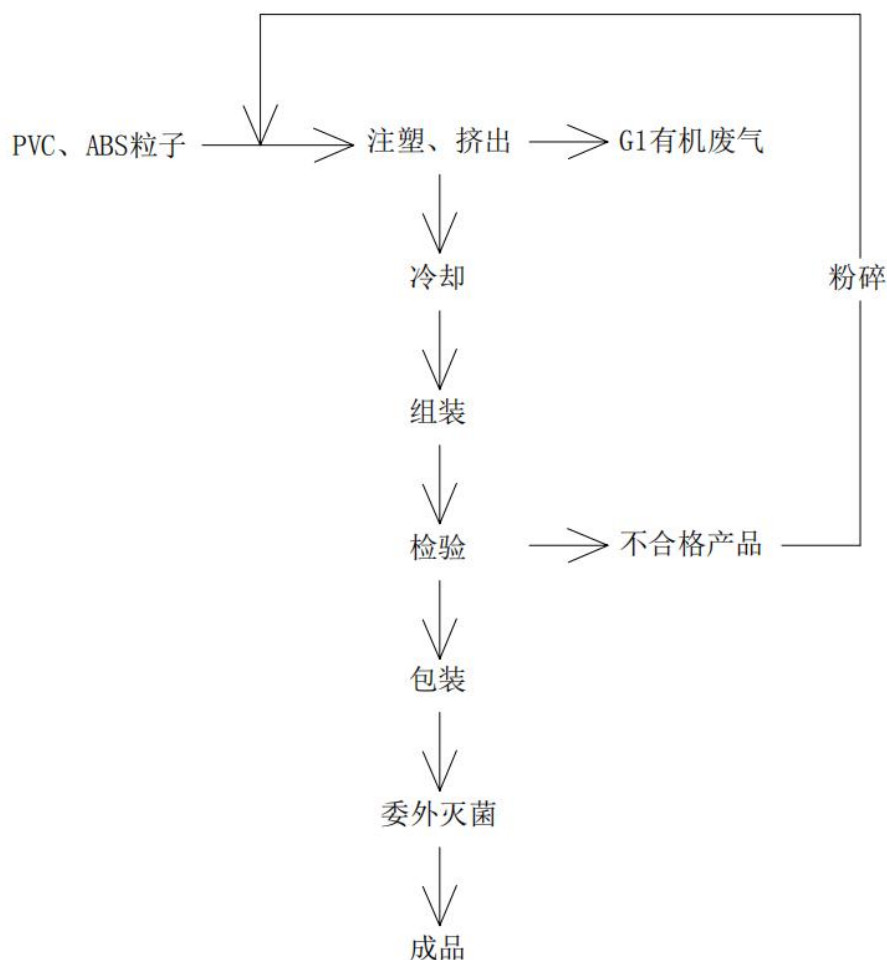 PVC、ABS粒子
注塑、挤出
G1有机废气
冷却
粉碎
组装
检验
不合格产品
包装
委外灭菌
成品